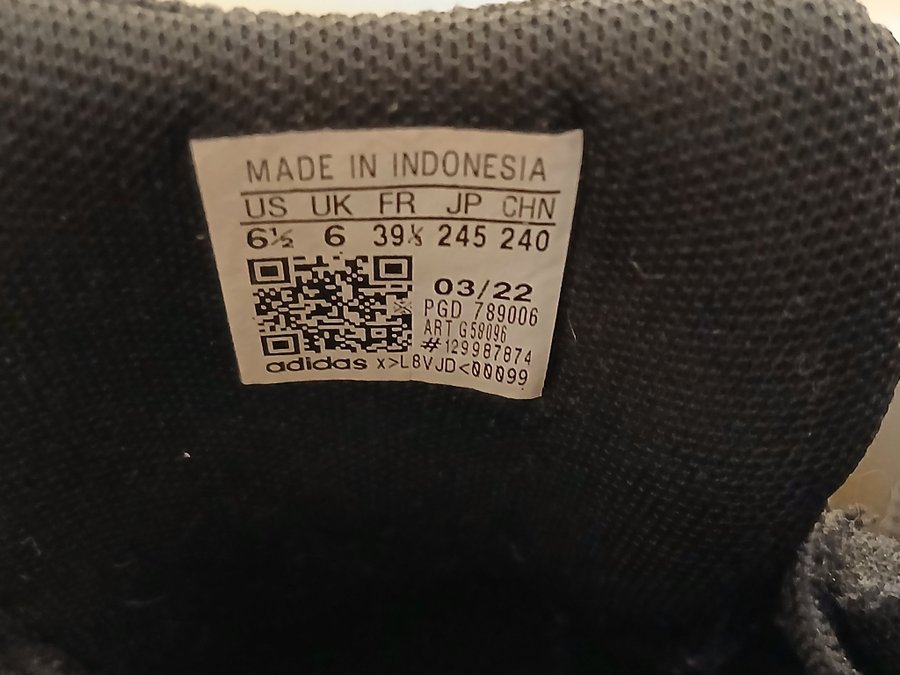 MADE IN INDONESIA
US UK FR JP CHN
6½ 6 39⅓ 245 240
03/22
PGD 789006
ART G58096
#129987874
adidas x>L8VJD<00099